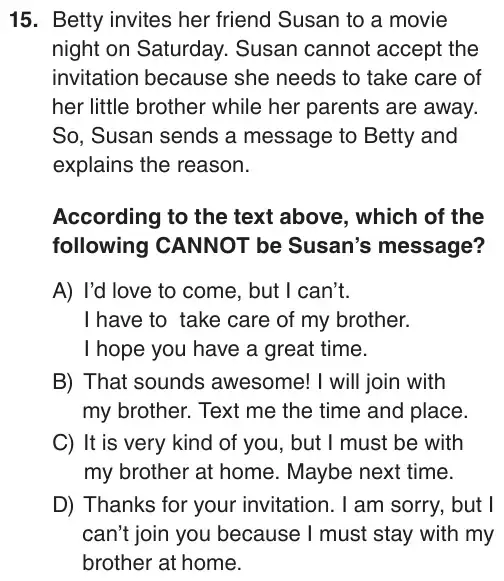 15. Betty invites her friend Susan to a movie
night on Saturday. Susan cannot accept the
invitation because she needs to take care of
her little brother while her parents are away.
So, Susan sends a message to Betty and
explains the reason.
According to the text above, which of the
following CANNOT be Susan's message?
A) I'd love to come, but I can't.
I have to take care of my brother.
I hope you have a great time.
B) That sounds awesome! I will join with
my brother. Text me the time and place.
C) It is very kind of you, but I must be with
my brother at home. Maybe next time.
D) Thanks for your invitation. I am sorry, but I
can't join you because I must stay with my
brother at home.